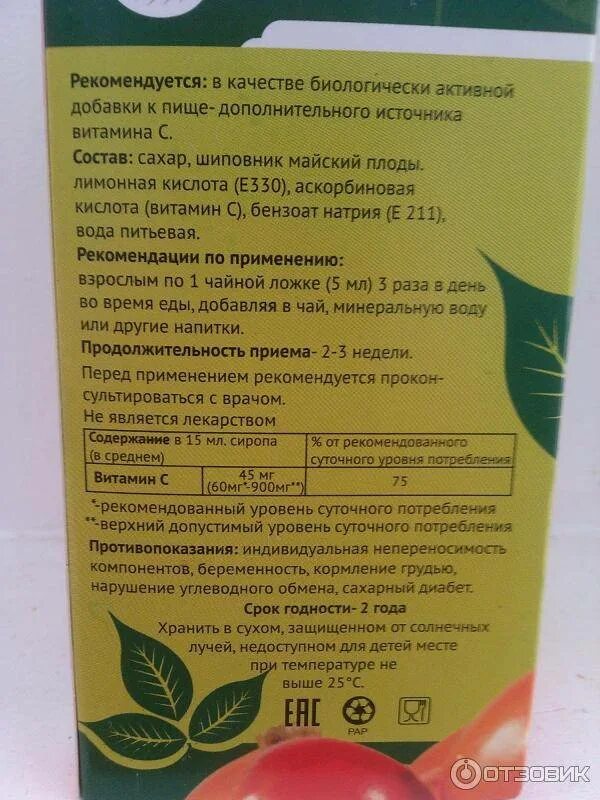 Рекомендуется: в качестве биологически активной
добавки к пище- дополнительного источника
витамина С.
Состав: сахар, шиповник майский плоды.
лимонная кислота (Е330), аскорбиновая
кислота (витамин С), бензоат натрия (Е 211),
вода питьевая.
Рекомендации по применению:
взрослым по 1 чайной ложке (5 мл) 3 раза в день
во время еды, добавляя в чай, минеральную воду
или другие напитки.
Продолжительность приема- 2-3 недели.
Перед применением рекомендуется прокон-
сультироваться с врачом.
Не является лекарством
Содержание в 15 мл. сиропа
(в среднем)
% от рекомендованного
суточного уровня потребления
Витамин С
45 мг
(60мг*-900мг**)
75
*-рекомендованный уровень суточного потребления
**-верхний допустимый уровень суточного потребления
Противопоказания: индивидуальная непереносимость
компонентов, беременность, кормление грудью,
нарушение углеводного обмена, сахарный диабет.
Срок годности- 2 года
Хранить в сухом, защищенном от солнечных
лучей, недоступном для детей месте
при температуре не
выше 25°С.
ЕАС
PAP
ОТЗОВИК